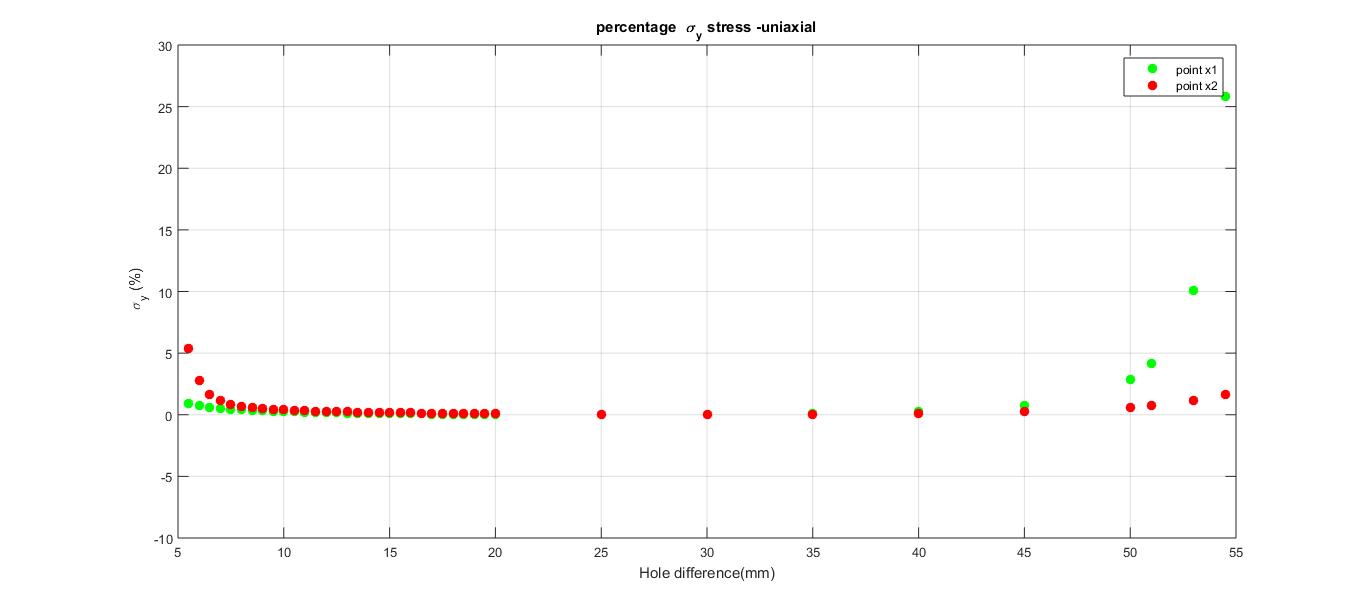 percentage σy stress -uniaxial
30
25
20
15
10
5
0
-5
-10
σy (%)
point x1
point x2
5 10 15 20 25 30 35 40 45 50 55
Hole difference(mm)